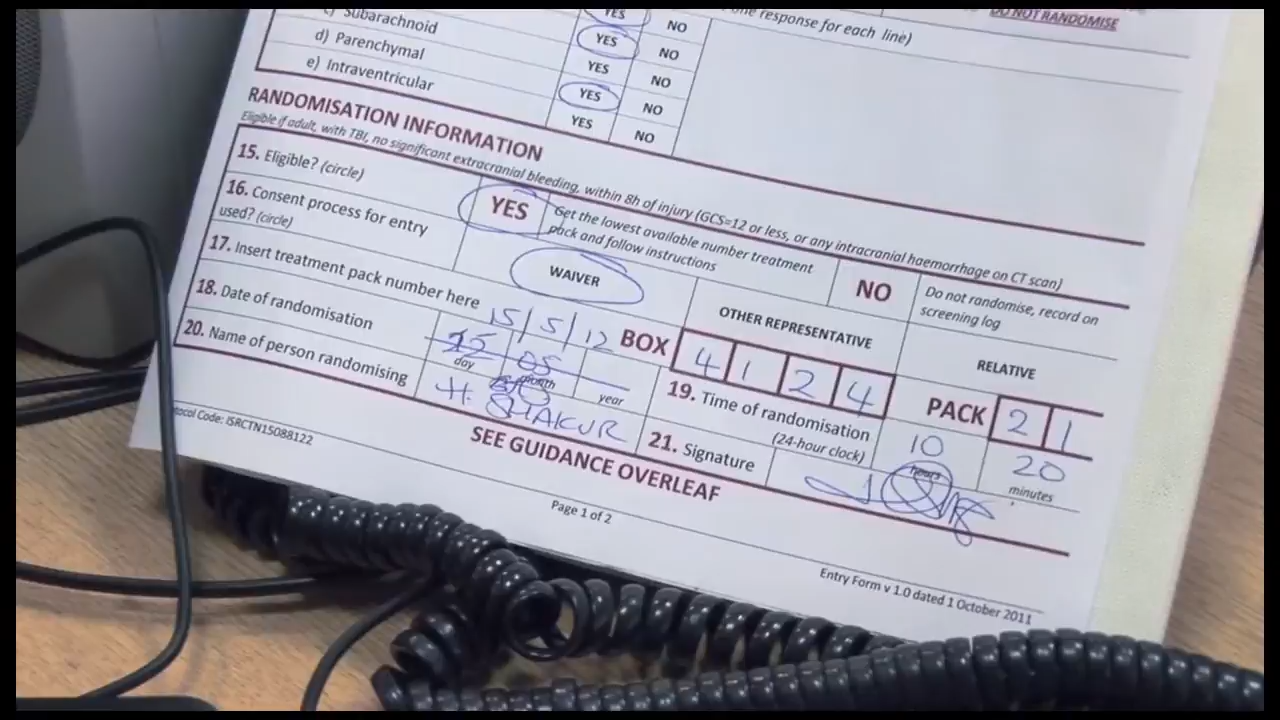 DO NOT RANDOMISE
one response for each line)
YES NO
c) Subarachnoid YES NO
d) Parenchymal YES NO
e) Intraventricular YES NO
YES NO
RANDOMISATION INFORMATION
Eligible if adult, with TBI, no significant extracranial bleeding, within 8h of injury (GCS=12 or less, or any intracranial haemorrhage on CT scan)
15. Eligible? (circle) YES Get the lowest available number treatment pack and follow instructions NO Do not randomise, record on screening log
16. Consent process for entry used? (circle) WAIVER OTHER REPRESENTATIVE RELATIVE
17. Insert treatment pack number here BOX 4 1 2 4 PACK 2 1
15/5/12
18. Date of randomisation 05 day month year 19. Time of randomisation (24-hour clock) 10 hours 20 minutes
20. Name of person randomising H. SHAKUR 21. Signature
SEE GUIDANCE OVERLEAF
otocol Code: ISRCTN15088122
Page 1 of 2
Entry Form v 1.0 dated 1 October 2011